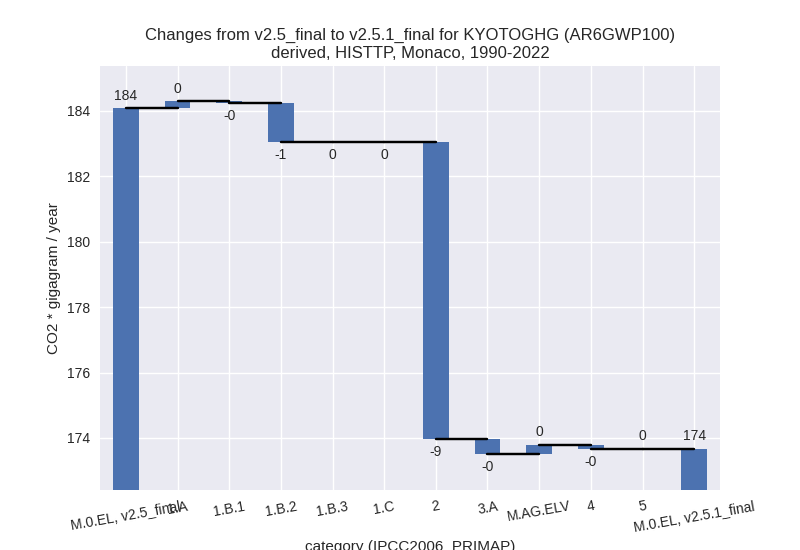 Changes from v2.5_final to v2.5.1_final for KYOTOGHG (AR6GWP100)
derived, HISTTP, Monaco, 1990-2022
CO2 * gigagram / year
184
182
180
178
176
174
184
0
-0
-1
0
0
-9
-0
0
-0
0
174
M.0.EL, v2.5_final
1.A
1.B.1
1.B.2
1.B.3
1.C
2
3.A
M.AG.ELV
4
5
M.0.EL, v2.5.1_final
category (IPCC2006_PRIMAP)